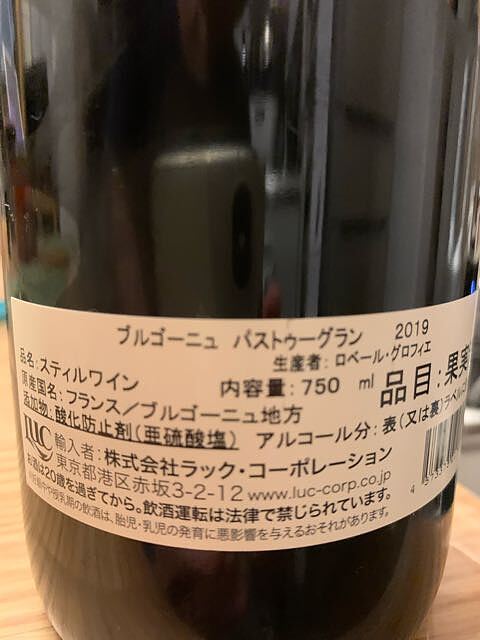 ブルゴーニュ パストゥーグラン 2019
生産者：ロベール・グロフィエ
品名：スティルワイン
内容量：750 ml 品目：果実
原産国名：フランス／ブルゴーニュ地方
添加物：酸化防止剤（亜硫酸塩） アルコール分：表（又は裏）ラベル
LUC 輸入者：株式会社ラック・コーポレーション
東京都港区赤坂3-2-12 www.luc-corp.co.jp
お酒は20歳を過ぎてから。飲酒運転は法律で禁じられています。
妊娠中や授乳期の飲酒は、胎児・乳児の発育に悪影響を与えるおそれがあります。